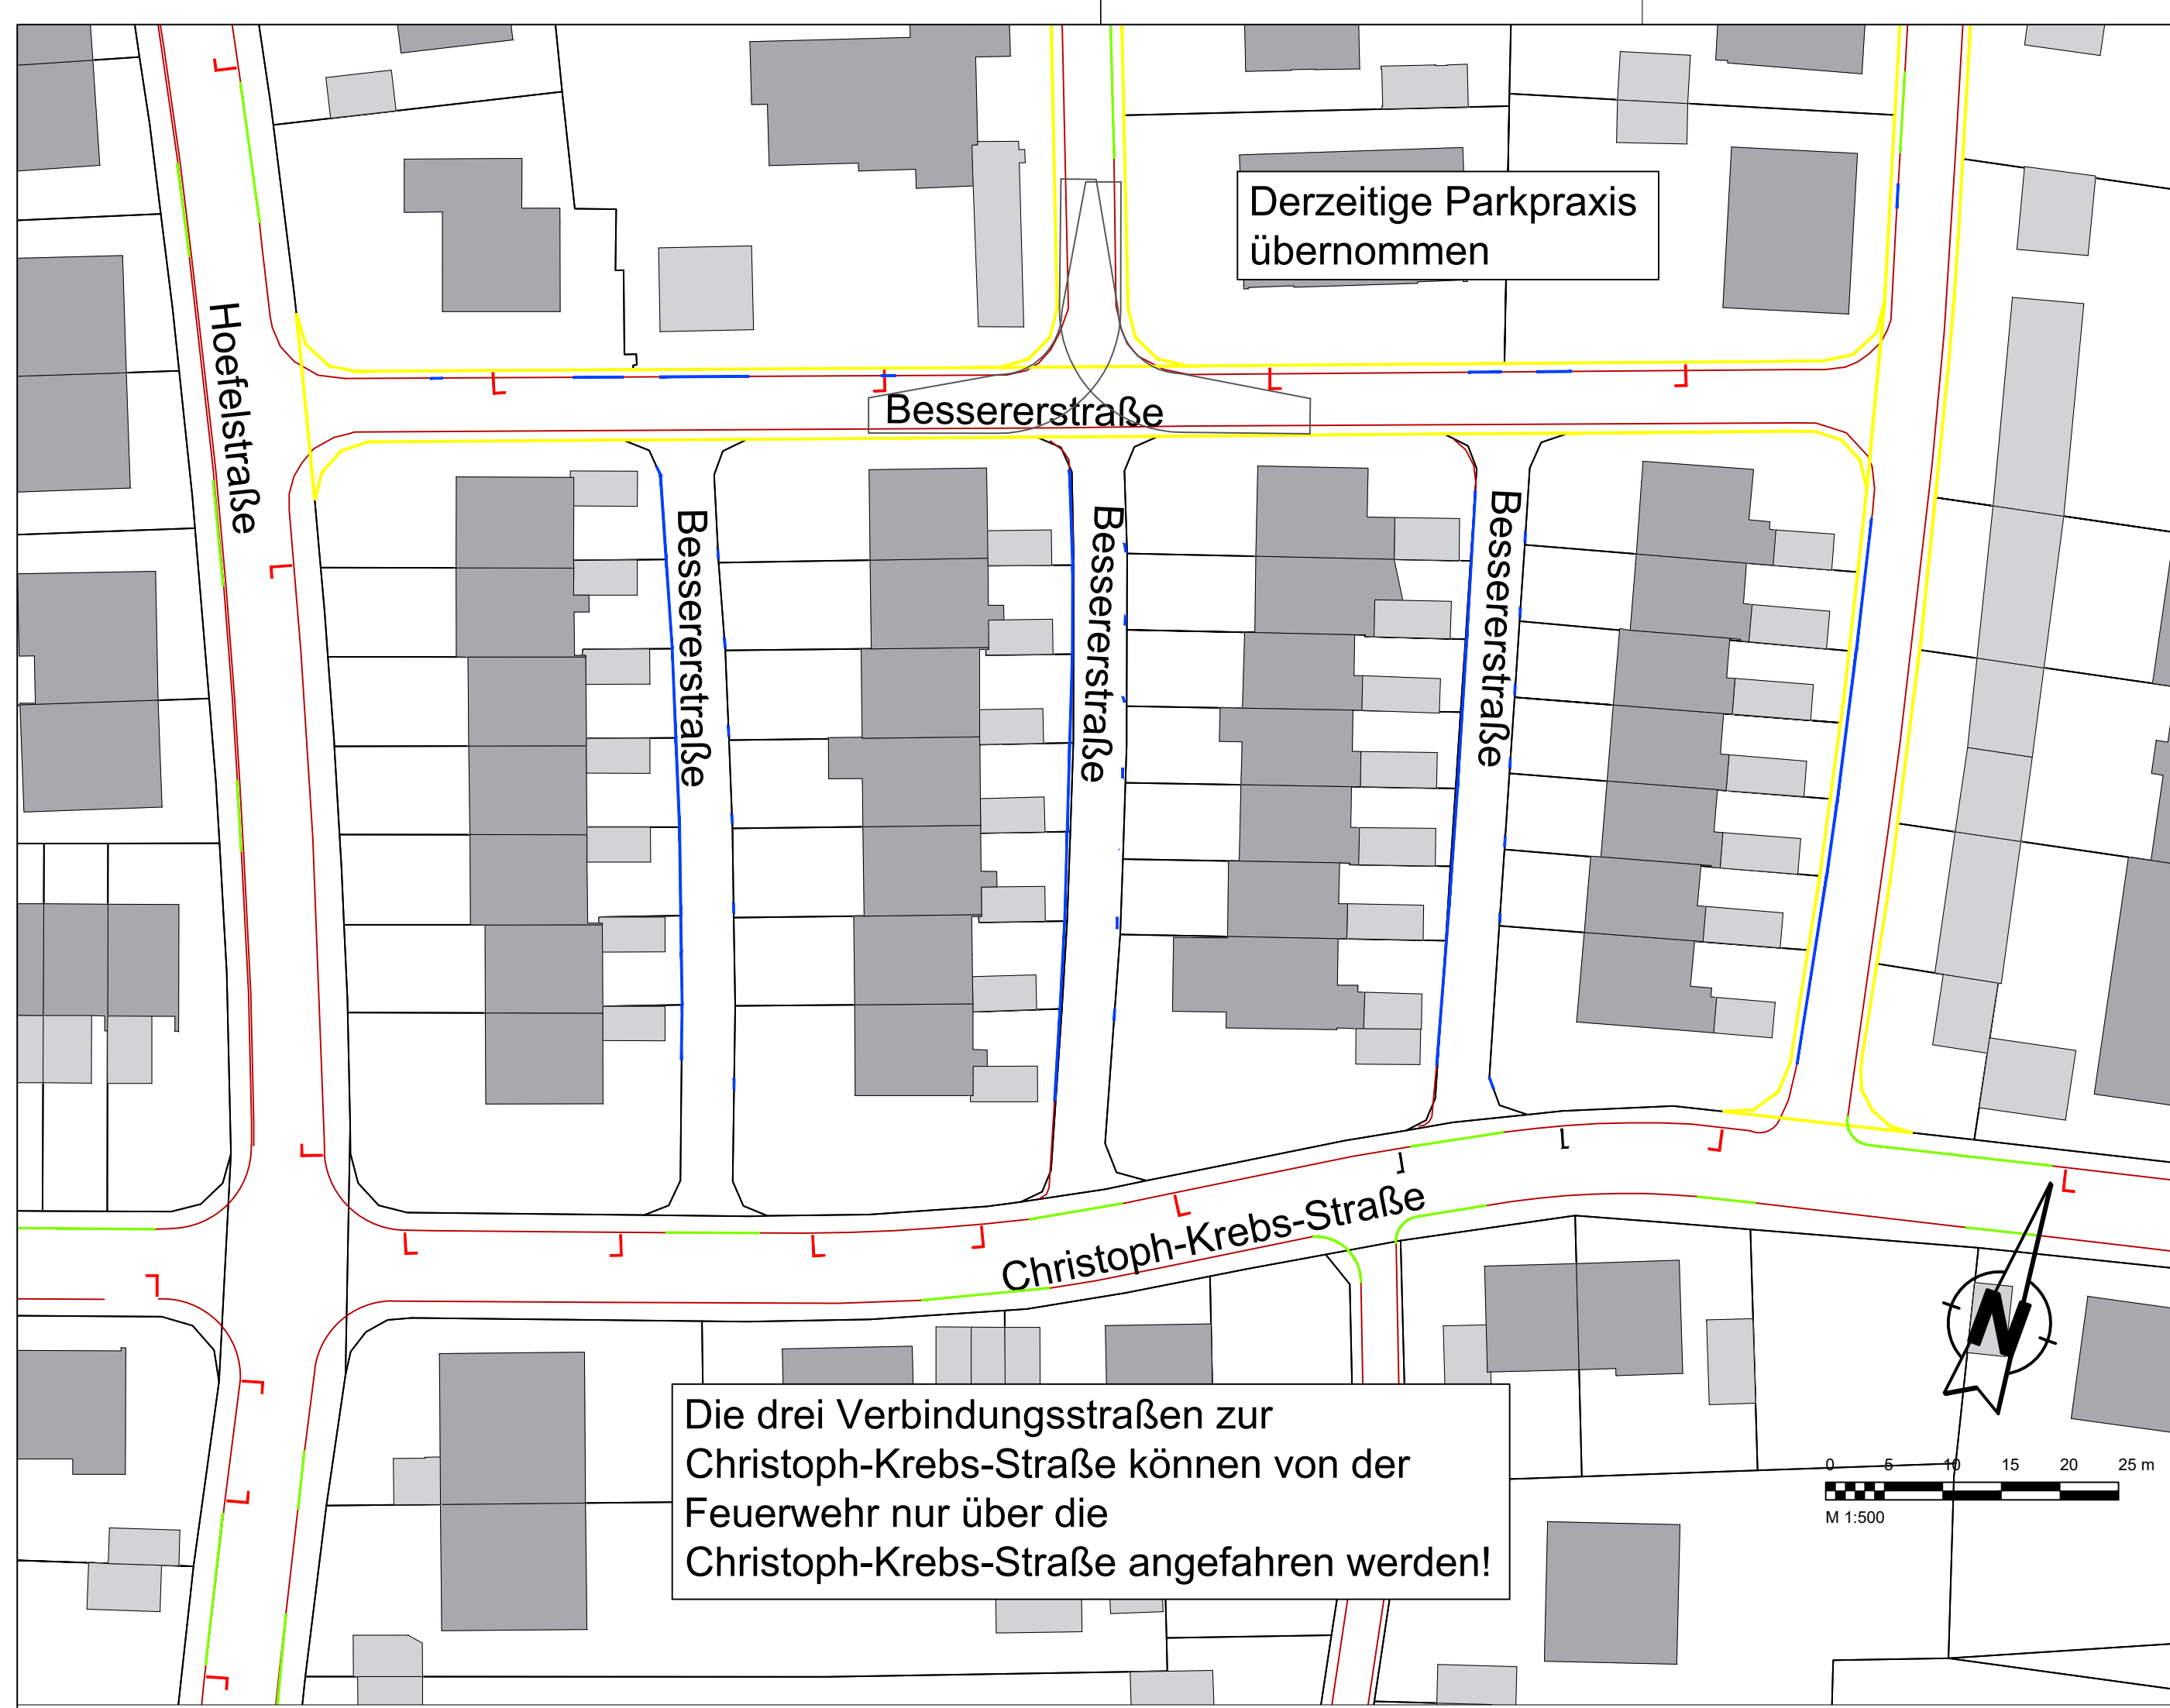 Derzeitige Parkpraxis
übernommen
Hoefelstraße
Bessererstraße
Bessererstraße
Bessererstraße
Bessererstraße
Christoph-Krebs-Straße
Die drei Verbindungsstraßen zur
Christoph-Krebs-Straße können von der
Feuerwehr nur über die
Christoph-Krebs-Straße angefahren werden!
N
0 5 10 15 20 25 m
M 1:500